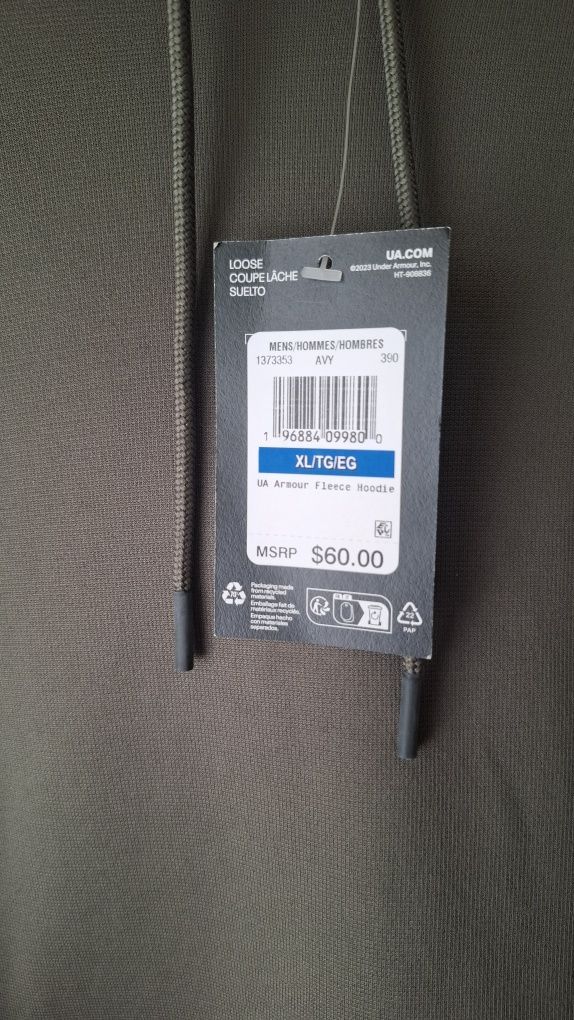 LOOSE
COUPE LÂCHE
SUELTO
UA.COM
©2023 Under Armour, Inc.
HT-908836
MENS/HOMMES/HOMBRES
1373353 AVY 390
1 96884 09980 0
XL/TG/EG
UA Armour Fleece Hoodie
MSRP $60.00
70%
Packaging made
from recycled
materials.
Emballage fait de
matériaux recyclés.
Empaque hecho
con materiales
22
PAP